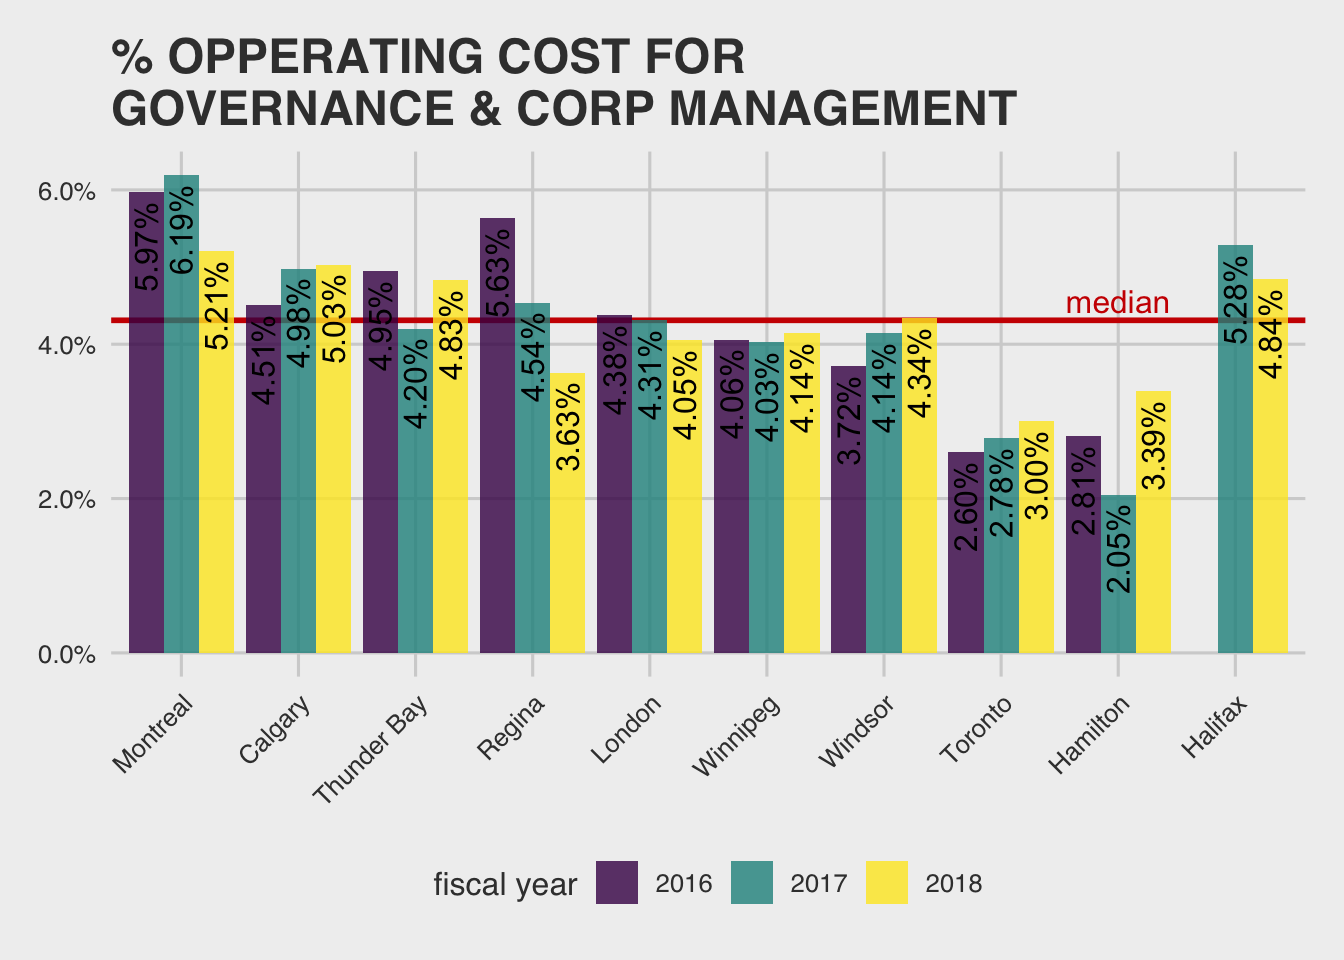 % OPPERATING COST FOR
GOVERNANCE & CORP MANAGEMENT
6.0%
4.0%
2.0%
0.0%
median
5.97%
6.19%
5.21%
4.51%
4.98%
5.03%
4.95%
4.20%
4.83%
5.63%
4.54%
3.63%
4.38%
4.31%
4.05%
4.06%
4.03%
4.14%
3.72%
4.14%
4.34%
2.60%
2.78%
3.00%
2.81%
2.05%
3.39%
5.28%
4.84%
Montreal
Calgary
Thunder Bay
Regina
London
Winnipeg
Windsor
Toronto
Hamilton
Halifax
fiscal year 2016 2017 2018